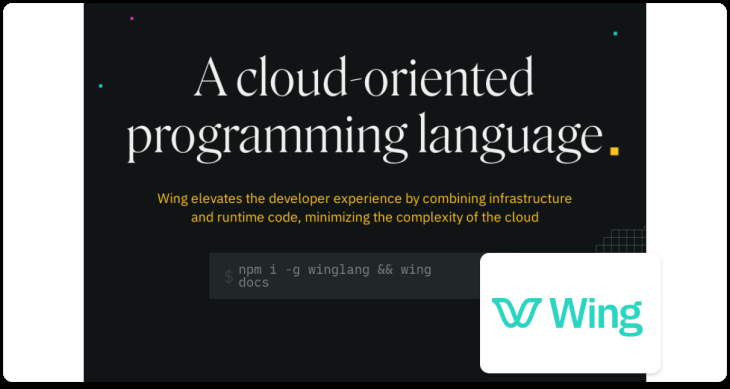 A cloud-oriented
programming language.
Wing elevates the developer experience by combining infrastructure
and runtime code, minimizing the complexity of the cloud
$ npm i -g winglang && wing
docs
Wing